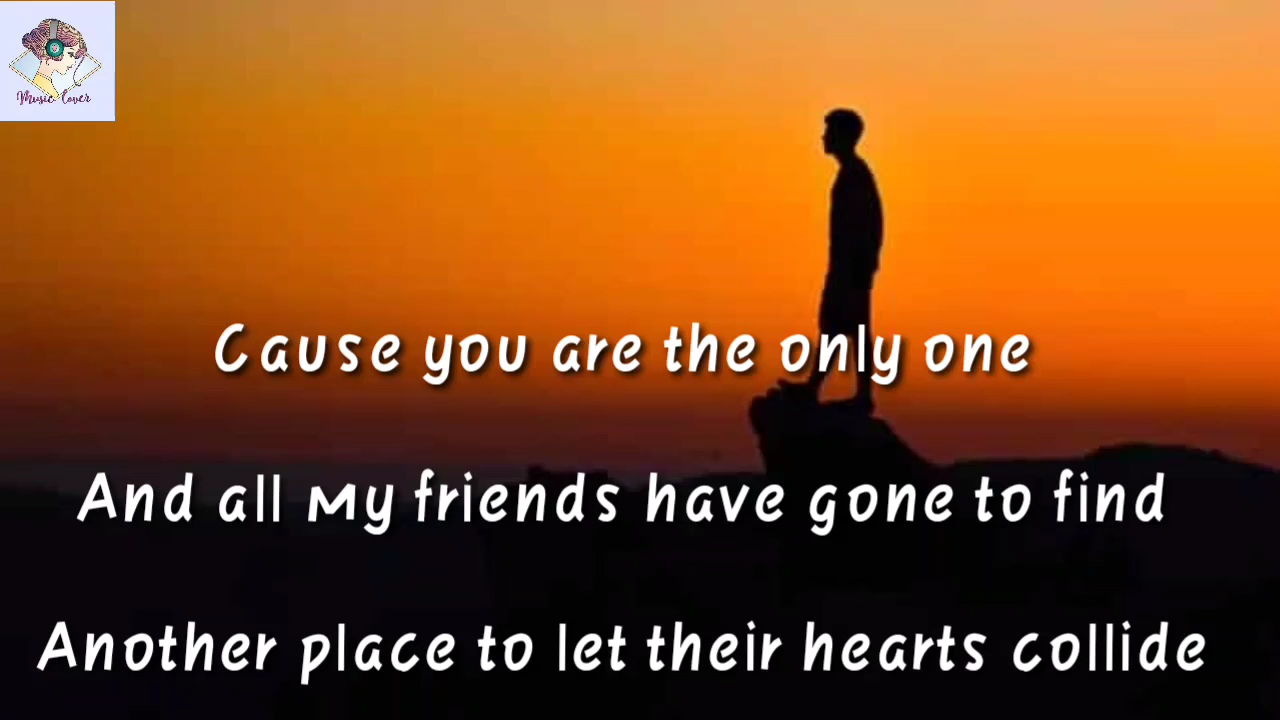 Music Cover
Cause you are the only one
And all My friends have gone to find
Another place to let their hearts collide